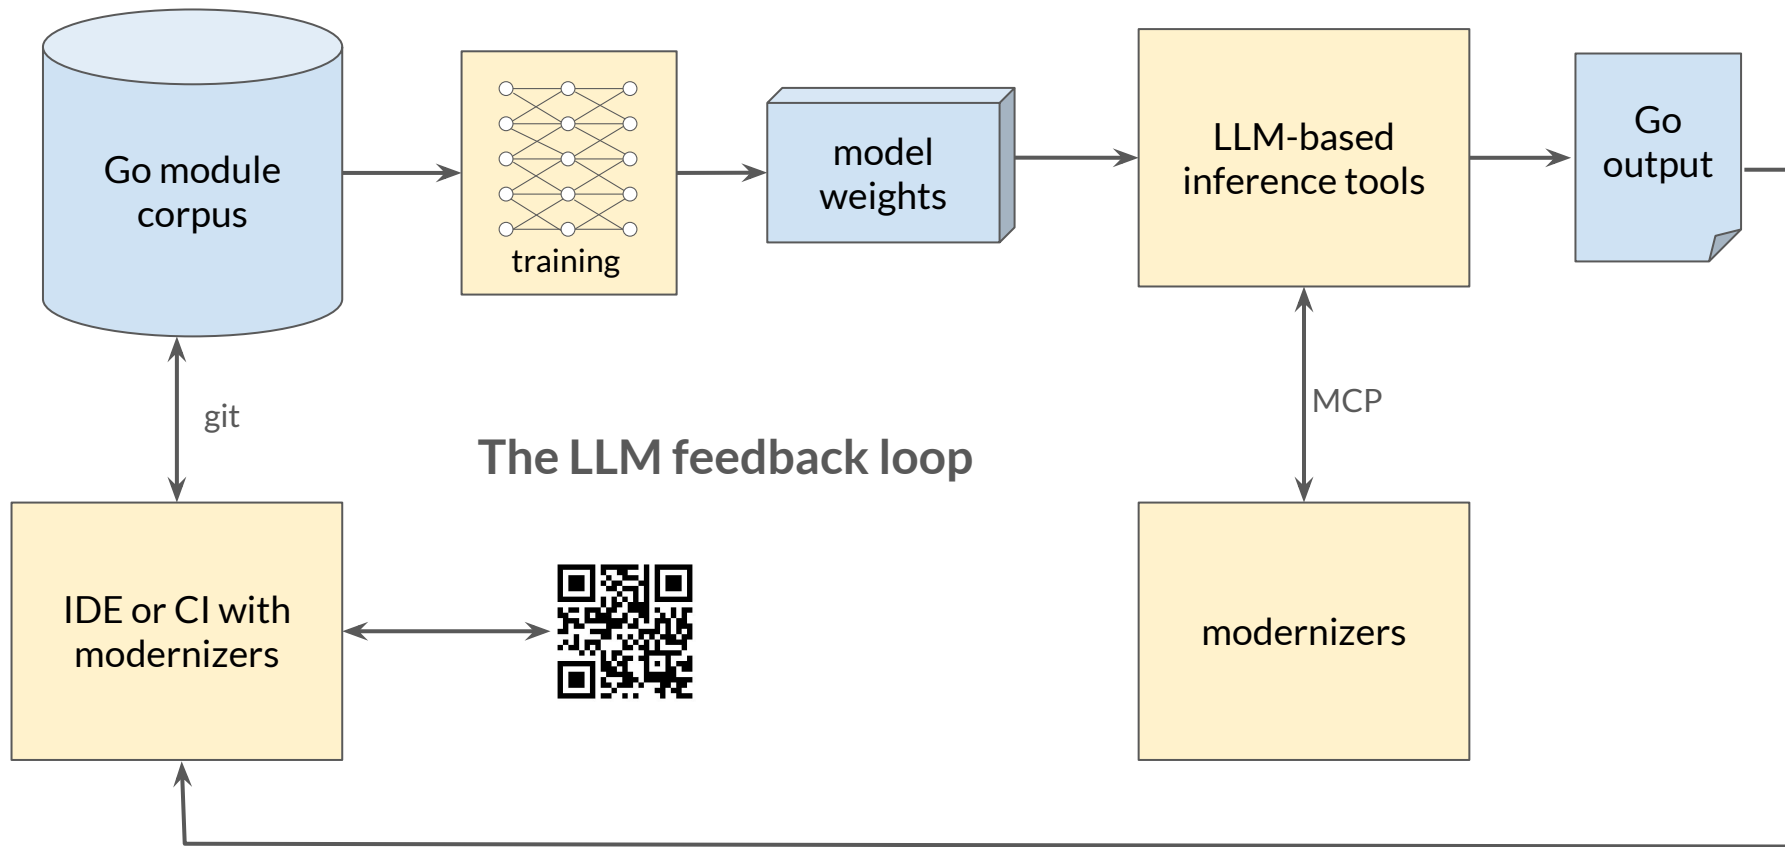 Go module
corpus
training
model
weights
LLM-based
inference tools
Go
output
git
MCP
The LLM feedback loop
IDE or CI with
modernizers
modernizers